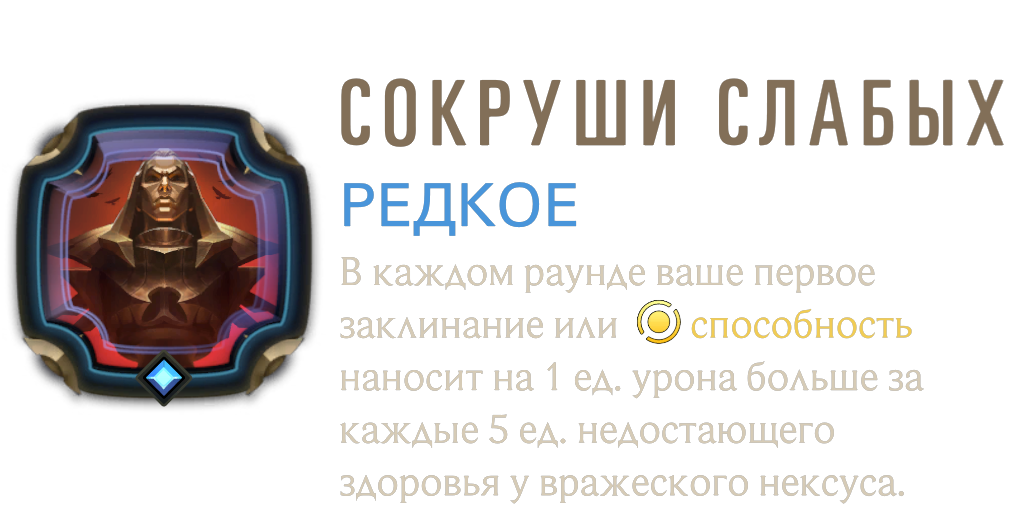 СОКРУШИ СЛАБЫХ
РЕДКОЕ
В каждом раунде ваше первое
заклинание или способность
наносит на 1 ед. урона больше за
каждые 5 ед. недостающего
здоровья у вражеского нексуса.